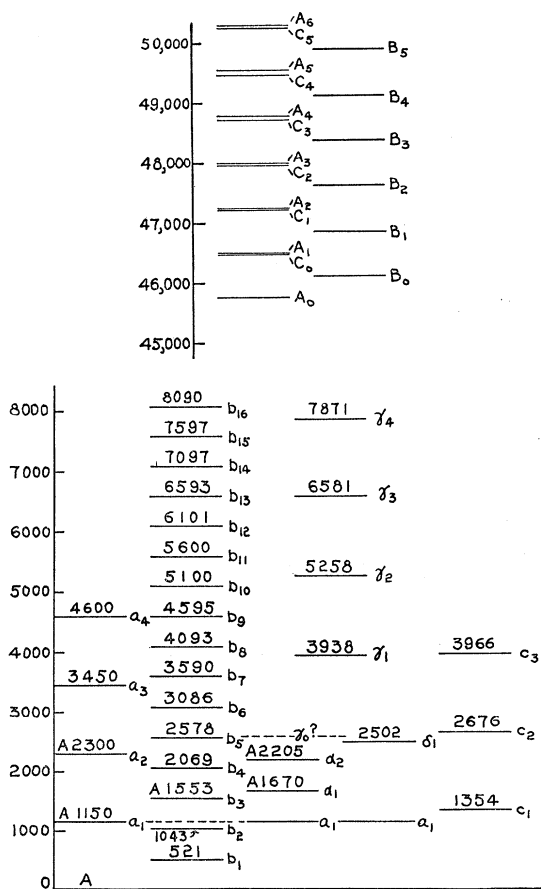 A₆
C₅
50,000
B₅
A₅
C₄
49,000
B₄
A₄
C₃
B₃
48,000
A₃
C₂
B₂
47,000
A₂
C₁
B₁
A₁
C₀
B₀
46,000
A₀
45,000
8000
8090
b₁₆
7871
γ₄
7597
b₁₅
7000
7097
b₁₄
6593
b₁₃
6581
γ₃
6000
6101
b₁₂
5600
b₁₁
5258
γ₂
5000
5100
b₁₀
4600
a₄
4595
b₉
4000
4093
b₈
3938
γ₁
3966
c₃
3450
a₃
3590
b₇
3000
3086
b₆
2578
b₅
γ₀?
2502
δ₁
2676
c₂
A2300
a₂
2069
b₄
A2205
d₂
2000
A1553
b₃
A1670
d₁
1354
c₁
A1150
a₁
a₁
a₁
1000
1043
b₂
521
b₁
0
A